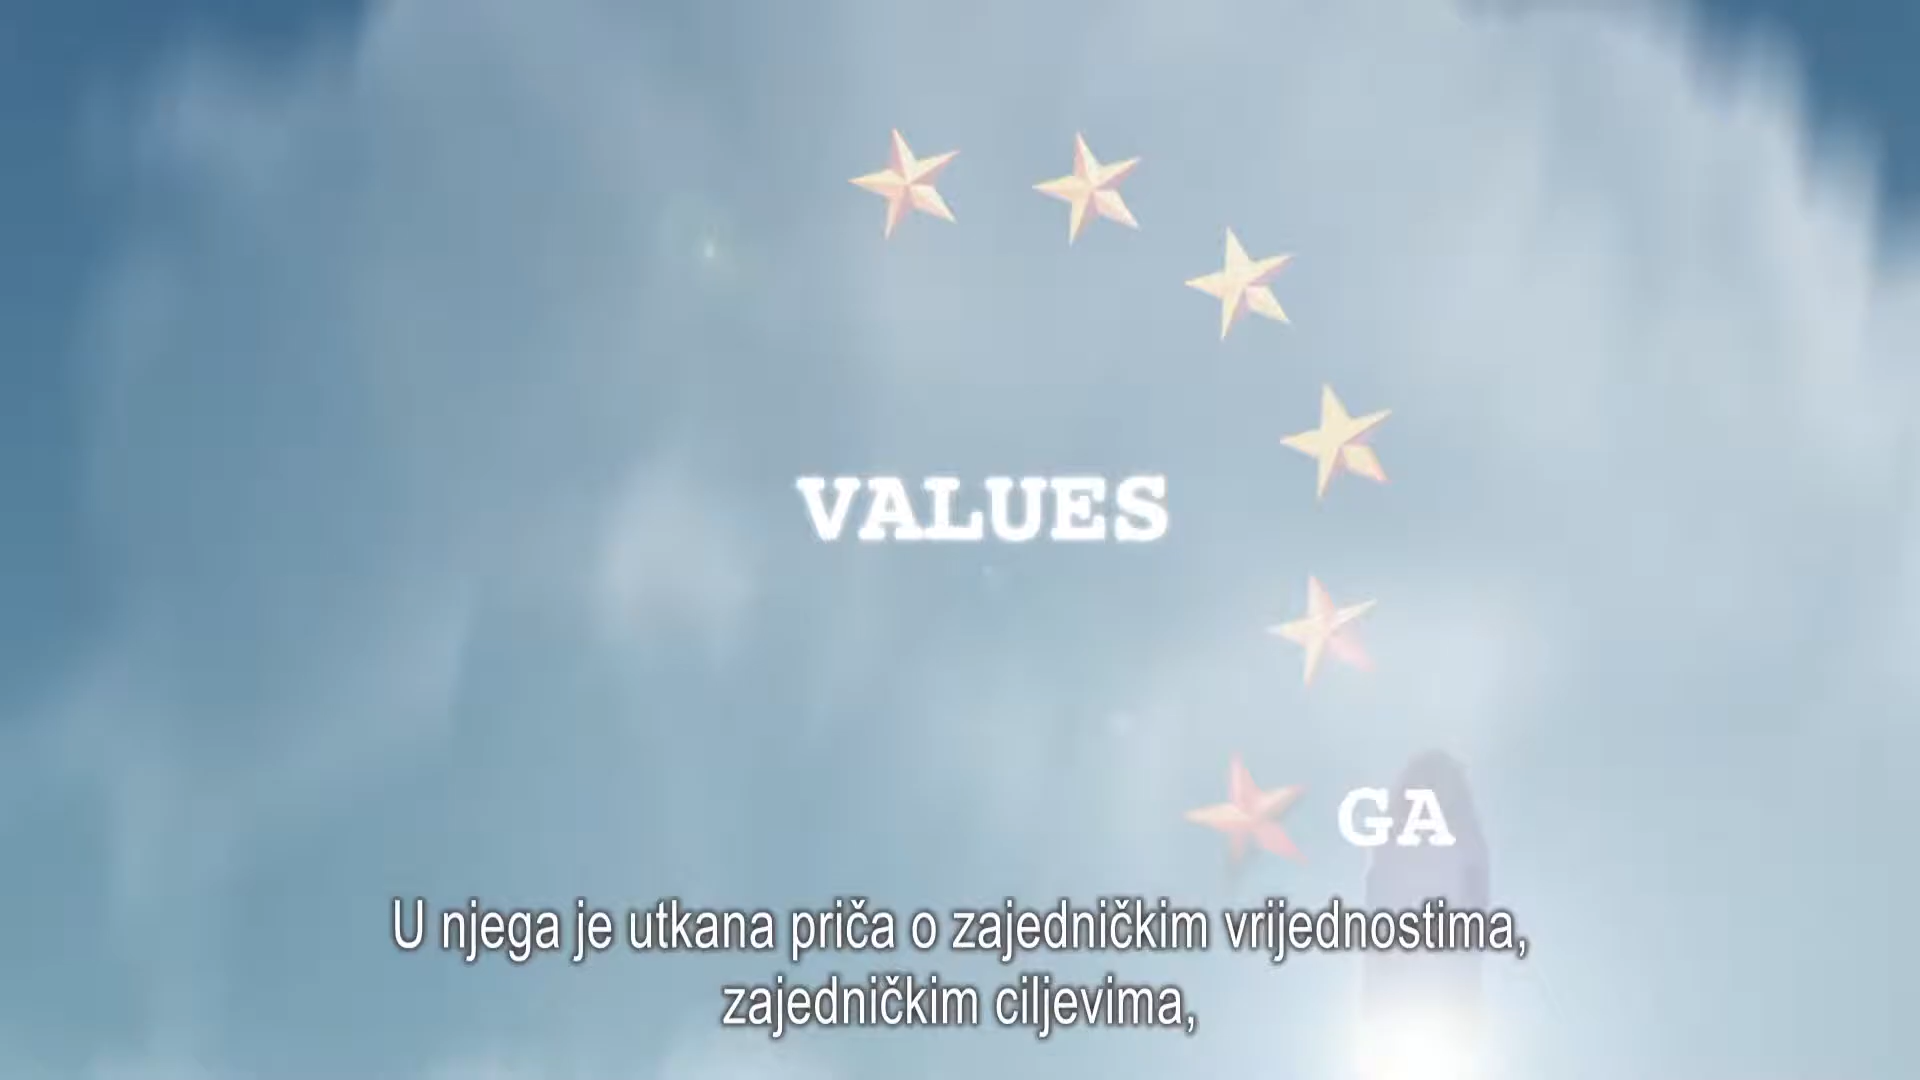 VALUES
GA
U njega je utkana priča o zajedničkim vrijednostima,
zajedničkim ciljevima,